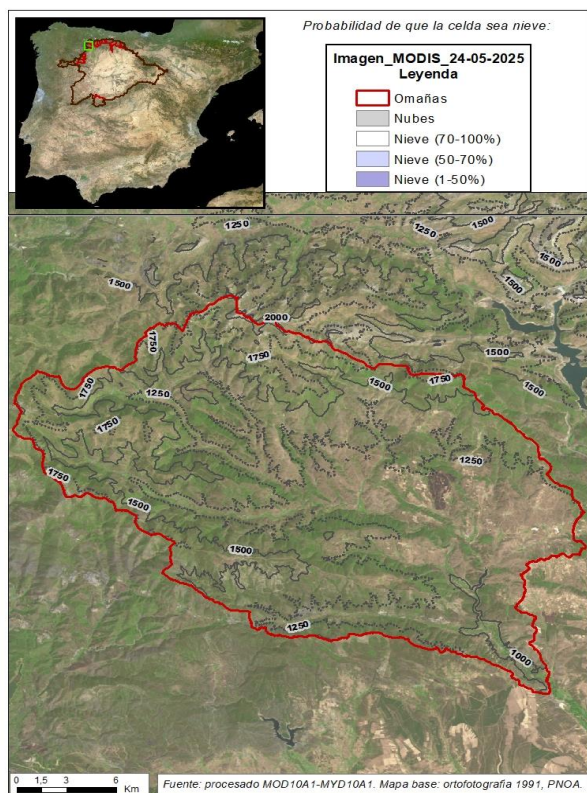 Probabilidad de que la celda sea nieve:
Imagen_MODIS_24-05-2025
Leyenda
Omañas
Nubes
Nieve (70-100%)
Nieve (50-70%)
Nieve (1-50%)
1250
1500
1250
1500
1500
1500
1500
2000
1750
1750
1500
1750
1500
1750
1500
1250
1750
1250
1750
1500
1500
1250
1000
0 1,5 3 6
Km
Fuente: procesado MOD10A1-MYD10A1. Mapa base: ortofotografía 1991, PNOA.